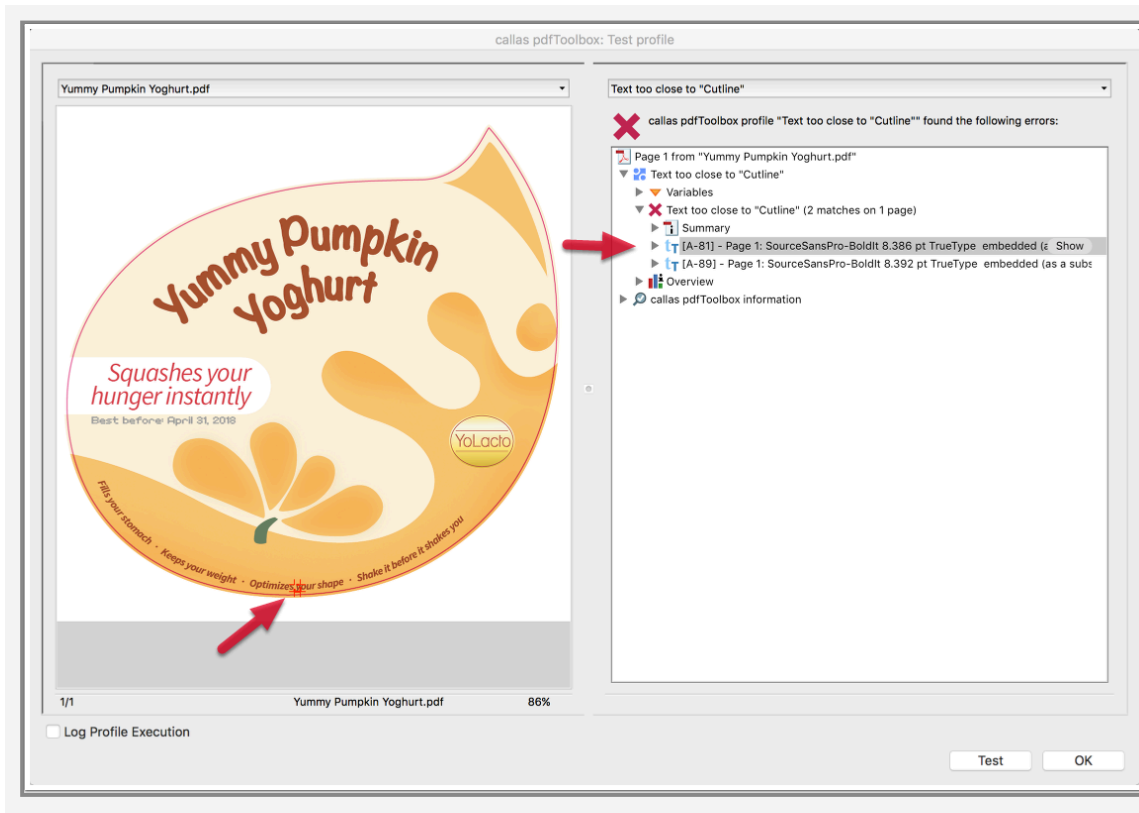 callas pdfToolbox: Test profile
Yummy Pumpkin Yoghurt.pdf
Yummy Pumpkin
Yoghurt
Squashes your
hunger instantly
Best before: April 31, 2018
YoLacto
Fills your stomach · Keeps your weight · Optimizes your shape · Shake it before it shakes you
1/1 Yummy Pumpkin Yoghurt.pdf 86%
Text too close to "Cutline"
callas pdfToolbox profile "Text too close to "Cutline"" found the following errors:
Page 1 from "Yummy Pumpkin Yoghurt.pdf"
Text too close to "Cutline"
Variables
Text too close to "Cutline" (2 matches on 1 page)
Summary
[A-81] - Page 1: SourceSansPro-BoldIt 8.386 pt TrueType embedded (a Show
[A-89] - Page 1: SourceSansPro-BoldIt 8.392 pt TrueType embedded (as a subs
Overview
callas pdfToolbox information
Log Profile Execution
Test OK